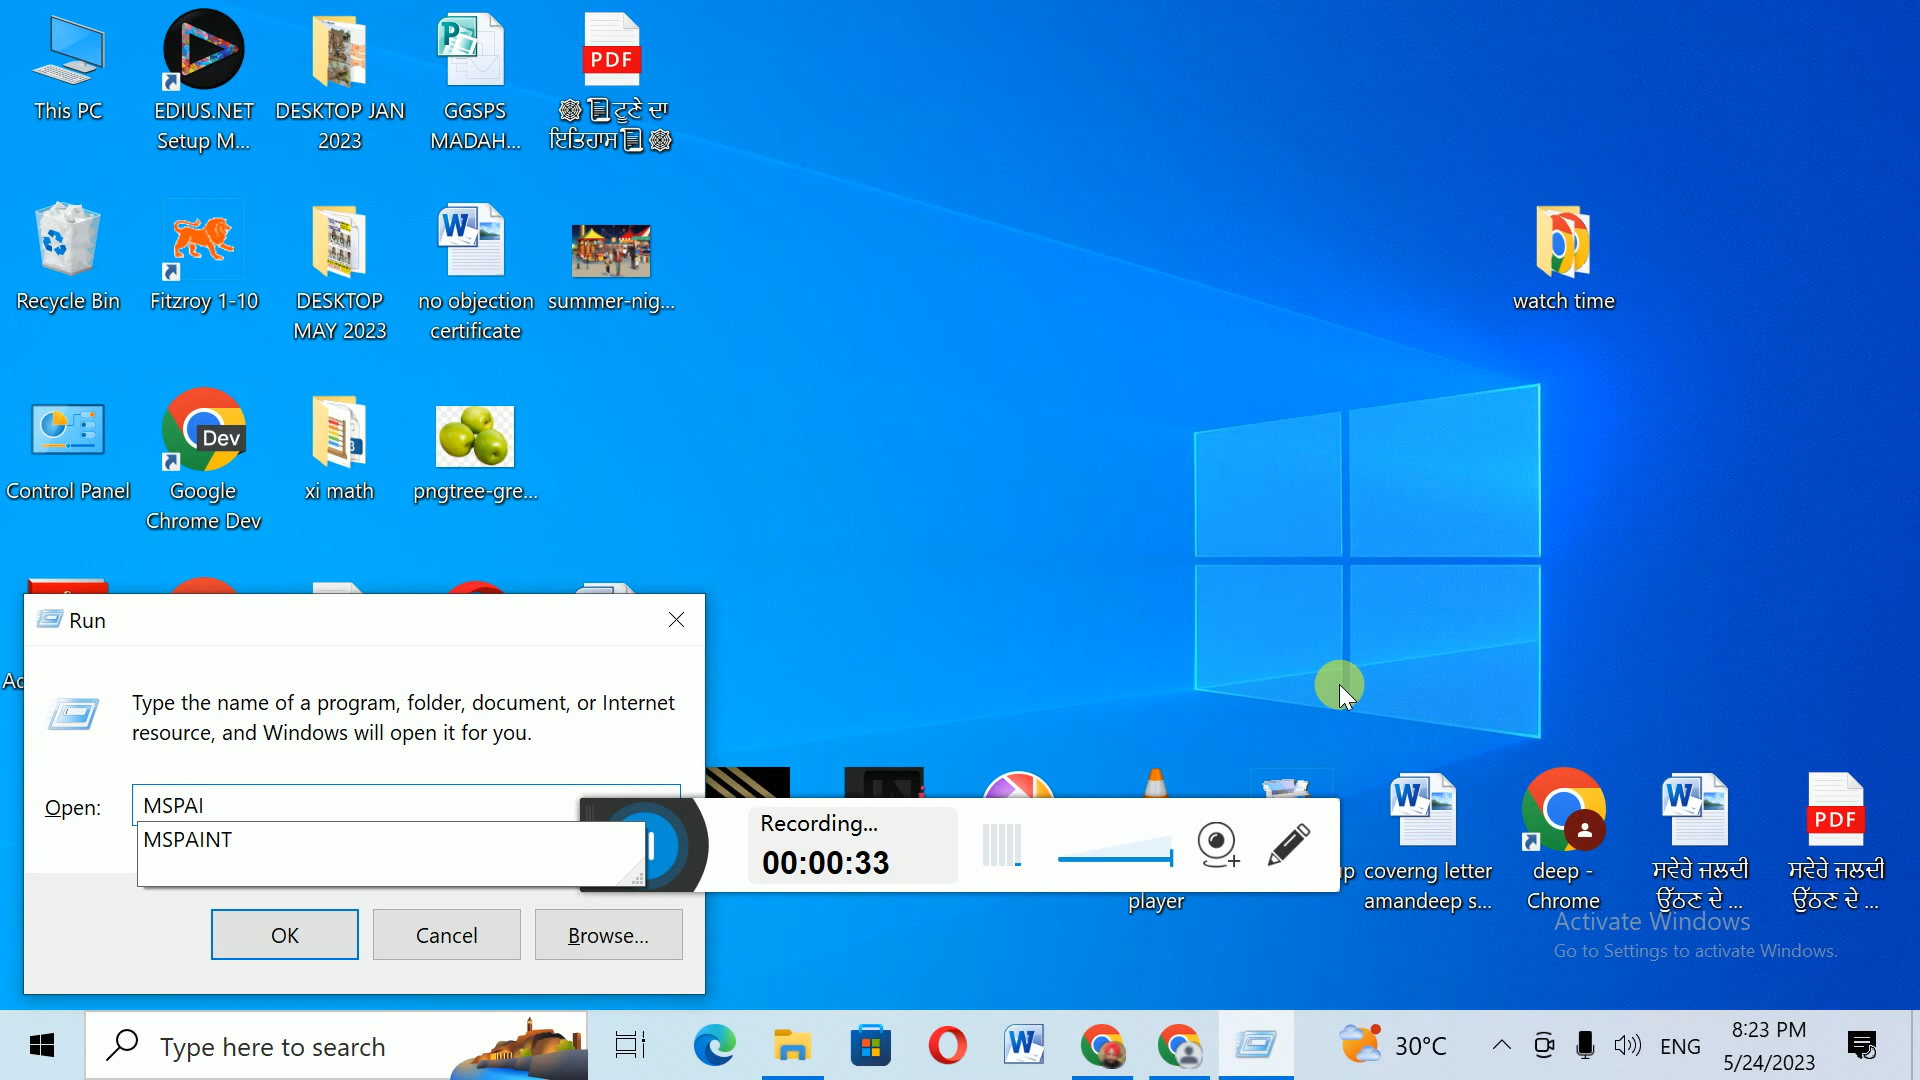 This PC
EDIUS.NET
Setup M...
DESKTOP JAN
2023
GGSPS
MADAH...
PDF
🕸📜ਟੂਣੇ ਦਾ
ਇਤਿਹਾਸ📜🕸
Recycle Bin
Fitzroy 1-10
DESKTOP
MAY 2023
no objection
certificate
summer-nig...
watch time
Control Panel
Dev
Google
Chrome Dev
xi math
pngtree-gre...
Run
Type the name of a program, folder, document, or Internet
resource, and Windows will open it for you.
Open:
MSPAI
MSPAINT
OK
Cancel
Browse...
Recording...
00:00:33
player
coverng letter
amandeep s...
deep -
Chrome
ਸਵੇਰੇ ਜਲਦੀ
ਉੱਠਣ ਦੇ ...
PDF
ਸਵੇਰੇ ਜਲਦੀ
ਉੱਠਣ ਦੇ ...
Activate Windows
Go to Settings to activate Windows.
Type here to search
30°C
ENG
8:23 PM
5/24/2023